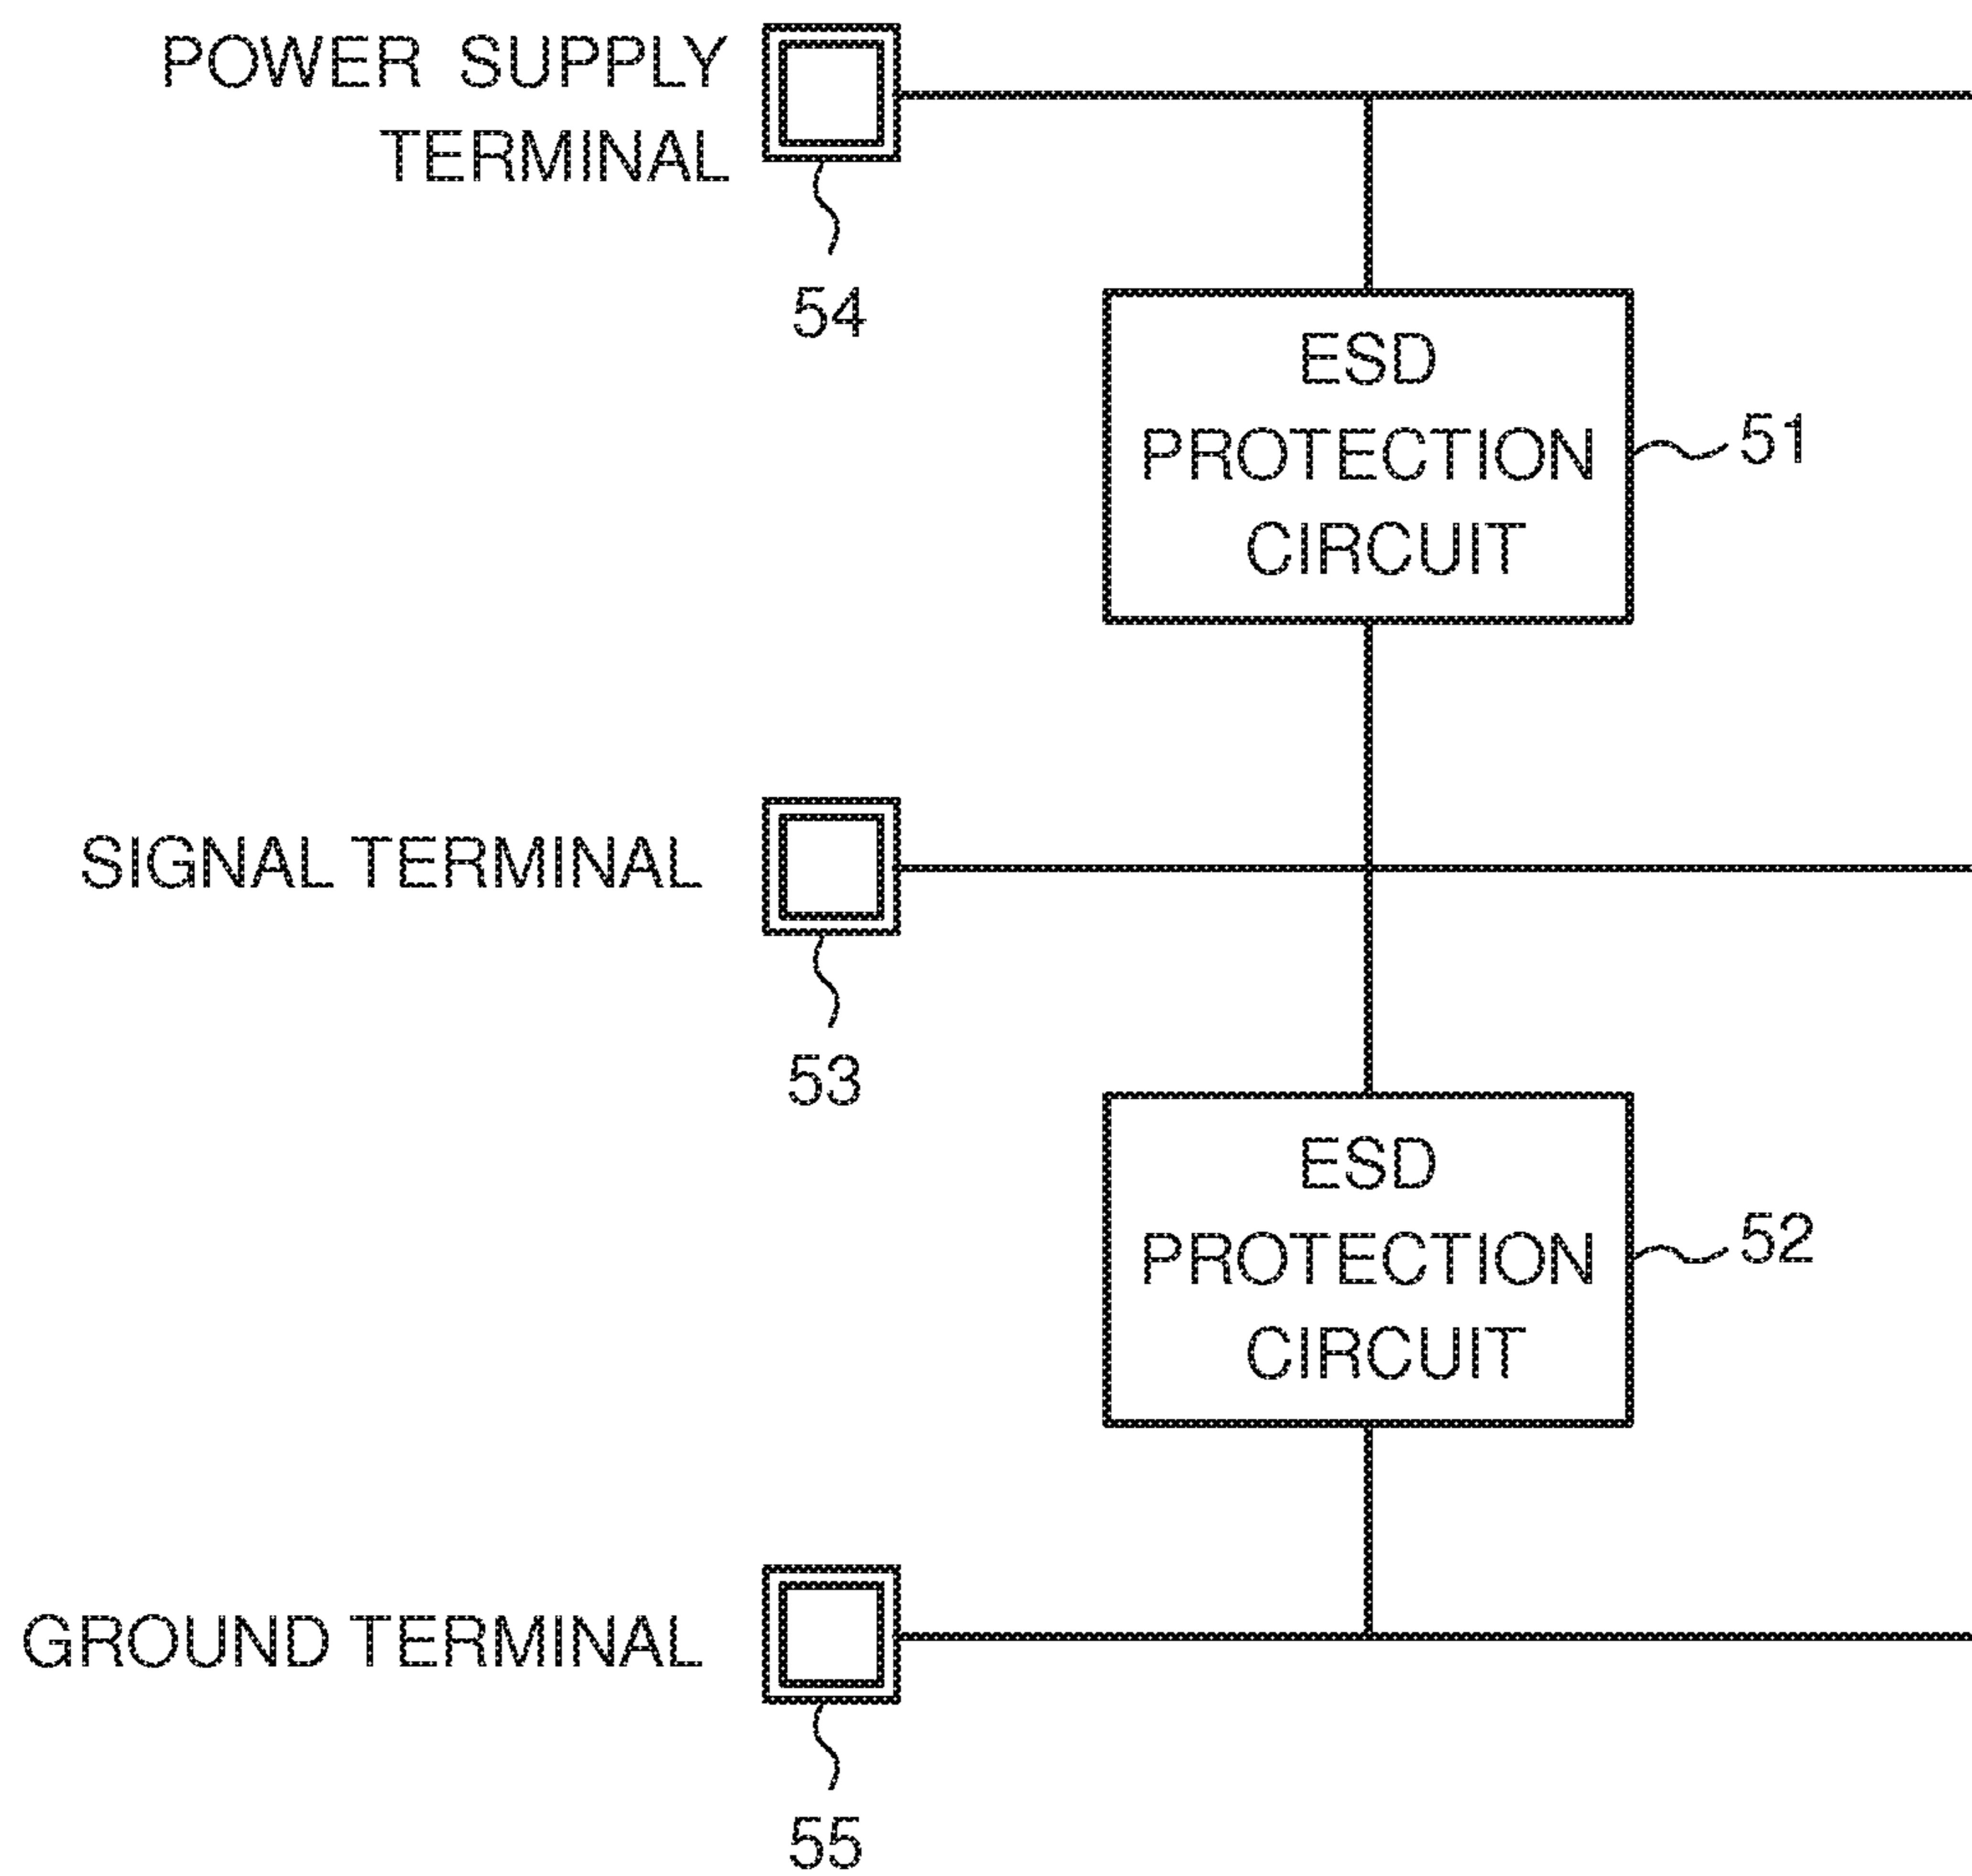 POWER SUPPLY
TERMINAL
54
ESD
PROTECTION
CIRCUIT
51
SIGNAL TERMINAL
53
ESD
PROTECTION
CIRCUIT
52
GROUND TERMINAL
55